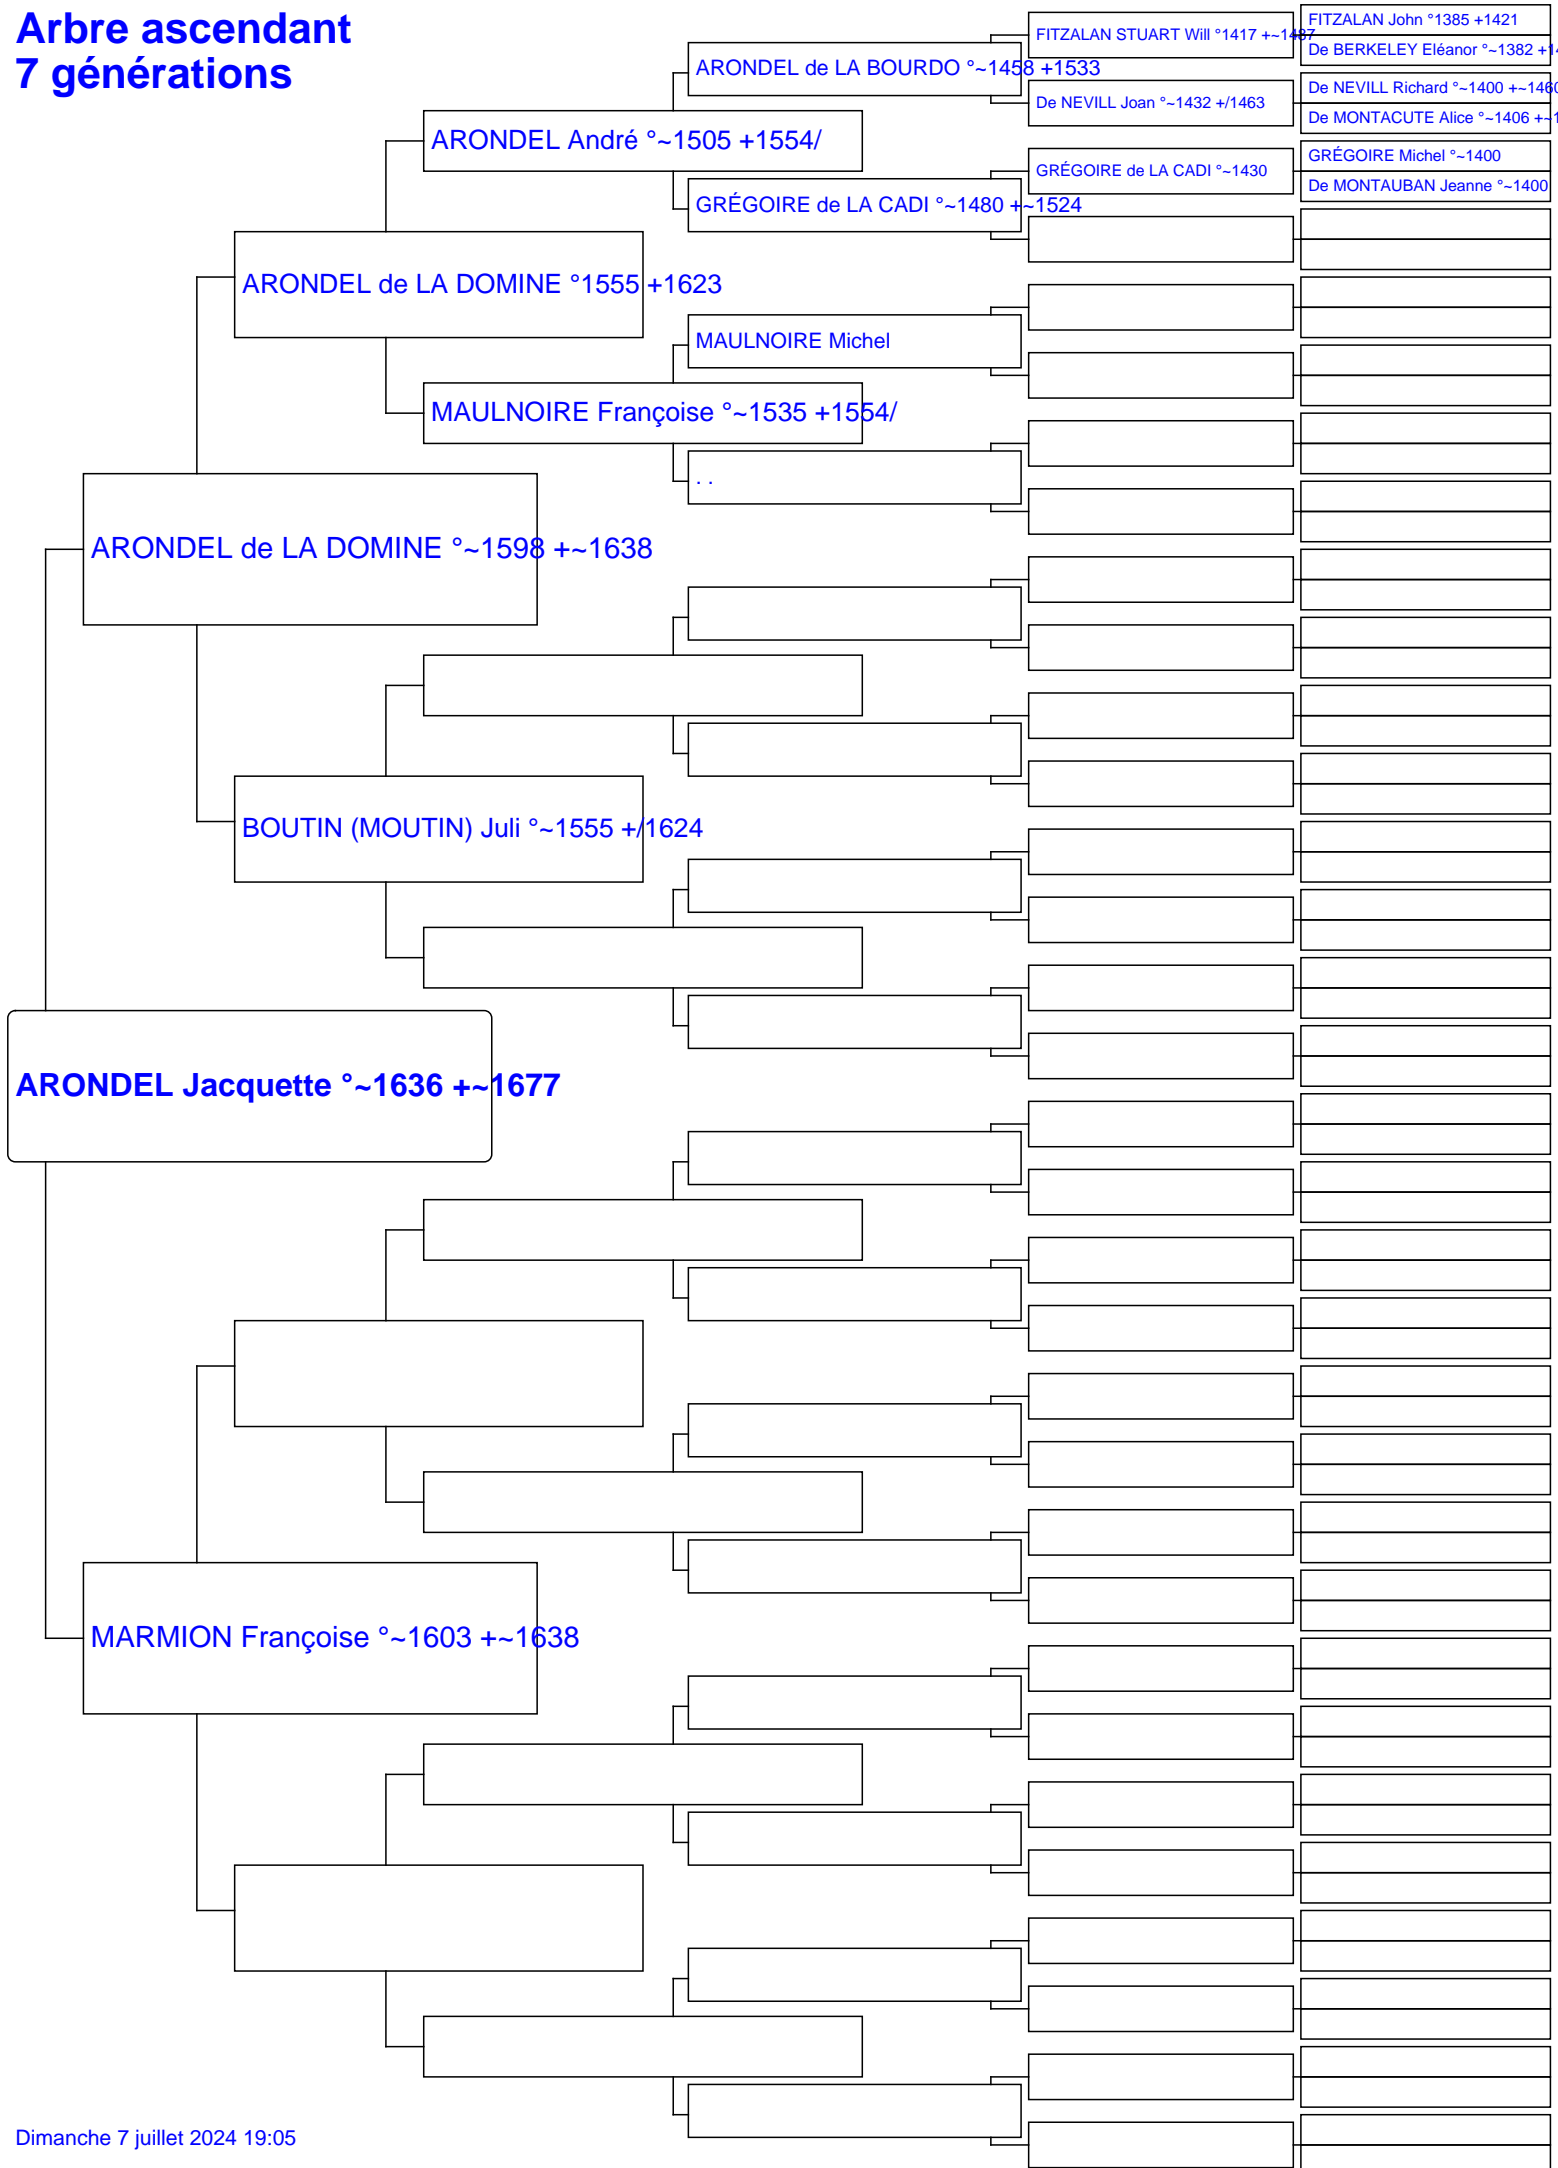 Arbre ascendant
7 générations
FITZALAN STUART Will °1417 +~1487
FITZALAN John °1385 +1421
De BERKELEY Eléanor °~1382 +1
ARONDEL de LA BOURDO °~1458 +1533
De NEVILL Joan °~1432 +/1463
De NEVILL Richard °~1400 +~1460
De MONTACUTE Alice °~1406 +~1
ARONDEL André °~1505 +1554/
GRÉGOIRE de LA CADI °~1430
GRÉGOIRE Michel °~1400
De MONTAUBAN Jeanne °~1400
GRÉGOIRE de LA CADI °~1480 +~1524
ARONDEL de LA DOMINE °1555 +1623
MAULNOIRE Michel
MAULNOIRE Françoise °~1535 +1554/
. .
ARONDEL de LA DOMINE °~1598 +~1638
BOUTIN (MOUTIN) Juli °~1555 +/1624
ARONDEL Jacquette °~1636 +~1677
MARMION Françoise °~1603 +~1638
Dimanche 7 juillet 2024 19:05